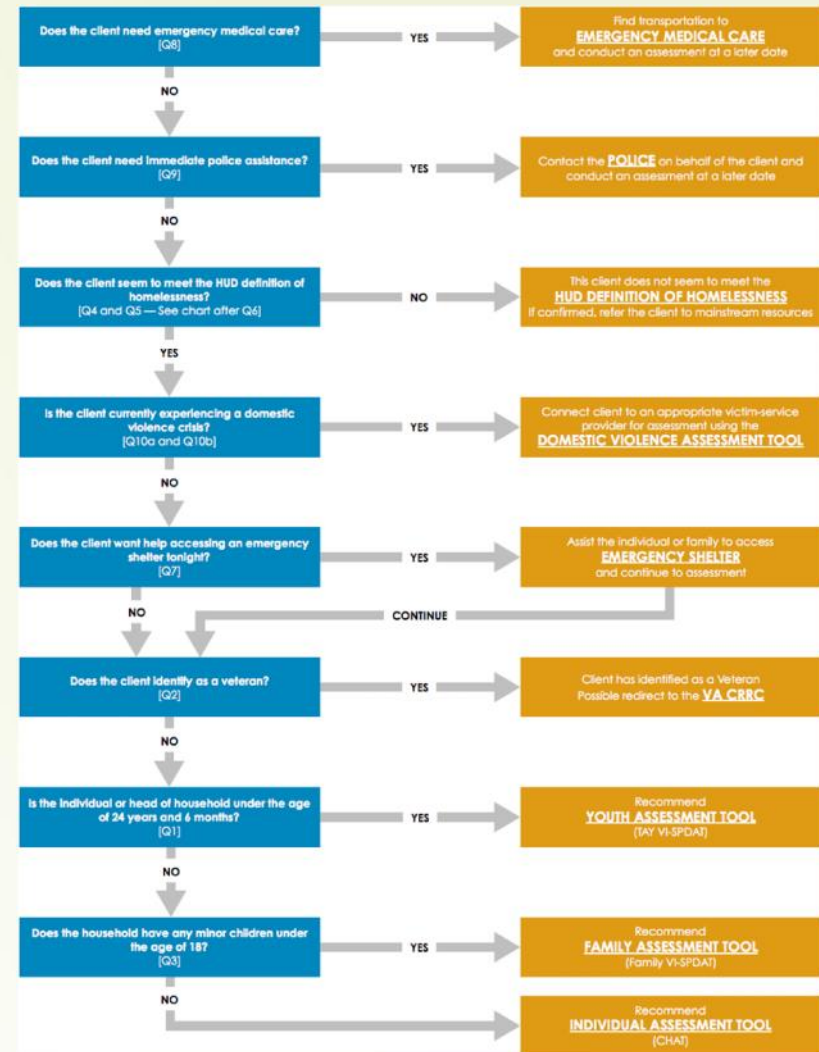 Does the client need emergency medical care?
[Q8]
YES
Find transportation to
EMERGENCY MEDICAL CARE
and conduct an assessment at a later date
NO
Does the client need immediate police assistance?
[Q9]
YES
Contact the POLICE on behalf of the client and
conduct an assessment at a later date
NO
Does the client seem to meet the HUD definition of
homelessness?
[Q4 and Q5 — See chart after Q6]
NO
This client does not seem to meet the
HUD DEFINITION OF HOMELESSNESS
If confirmed, refer the client to mainstream resources
YES
Is the client currently experiencing a domestic
violence crisis?
[Q10a and Q10b]
YES
Connect client to an appropriate victim-service
provider for assessment using the
DOMESTIC VIOLENCE ASSESSMENT TOOL
NO
Does the client want help accessing an emergency
shelter tonight?
[Q7]
YES
Assist the individual or family to access
EMERGENCY SHELTER
and continue to assessment
NO
CONTINUE
Does the client identify as a veteran?
[Q2]
YES
Client has identified as a Veteran
Possible redirect to the VA CRRC
NO
Is the individual or head of household under the age
of 24 years and 6 months?
[Q1]
YES
Recommend
YOUTH ASSESSMENT TOOL
(TAY VI-SPDAT)
NO
Does the household have any minor children under
the age of 18?
[Q3]
YES
Recommend
FAMILY ASSESSMENT TOOL
(Family VI-SPDAT)
NO
Recommend
INDIVIDUAL ASSESSMENT TOOL
(CHAT)